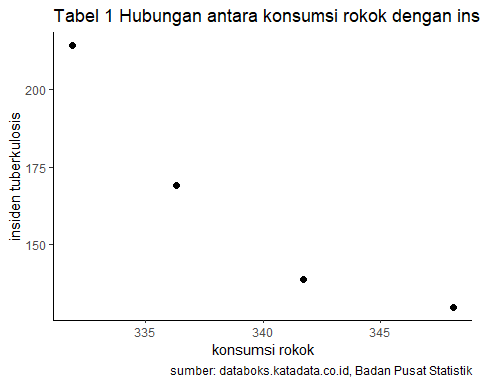 Tabel 1 Hubungan antara konsumsi rokok dengan ins
200
175
150
insiden tuberkulosis
335
340
345
konsumsi rokok
sumber: databoks.katadata.co.id, Badan Pusat Statistik